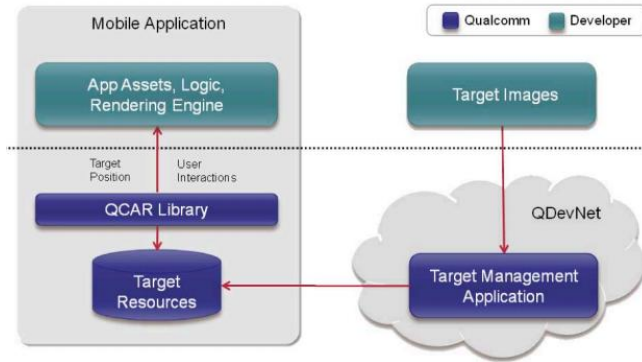 Mobile Application
Qualcomm
Developer
App Assets, Logic,
Rendering Engine
Target Images
Target
Position
User
Interactions
QCAR Library
QDevNet
Target
Resources
Target Management
Application